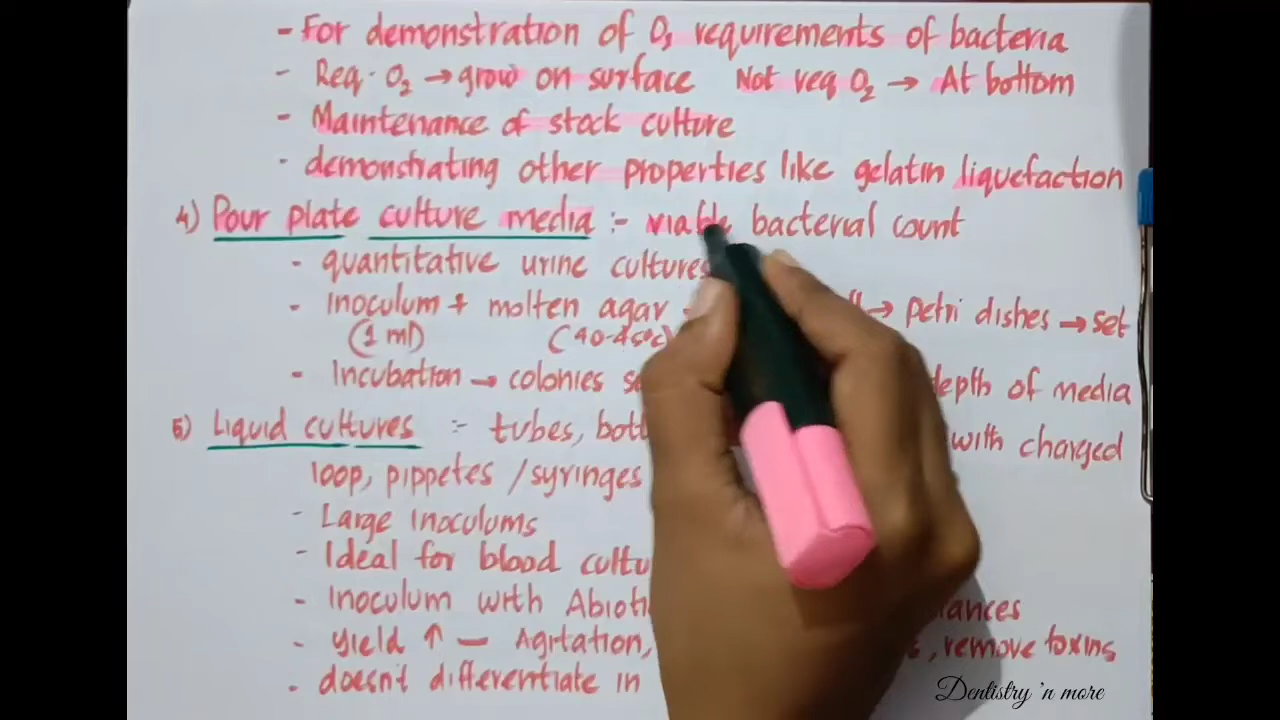 - For demonstration of O₂ requirements of bacteria
- Req. O₂ → grow on surface Not req O₂ → At bottom
- Maintenance of stock culture
- demonstrating other properties like gelatin liquefaction
4) Pour plate culture media :- viable bacterial count
- quantitative urine cultures
- Inoculum + molten agar → petri dishes → set
(1 ml) (40-45°c)
- Incubation → colonies depth of media
5) Liquid cultures :- tubes, with charged
loop, pippetes / syringes
- Large Inoculums
- Ideal for blood
- Inoculum with
- yield ↑ — Agitation, , remove toxins
- doesn't differentiate in
Dentistry 'n more